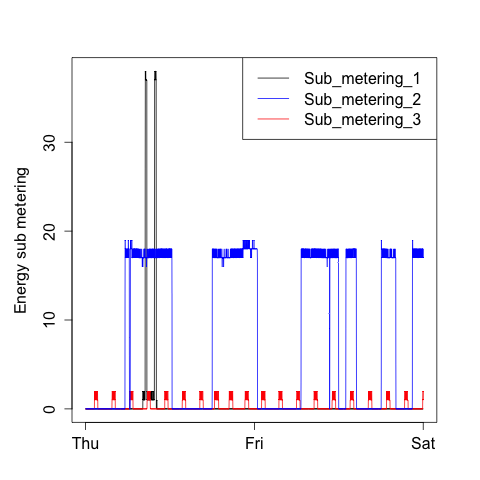 Sub_metering_1
Sub_metering_2
Sub_metering_3
Energy sub metering
30
20
10
0
Thu Fri Sat